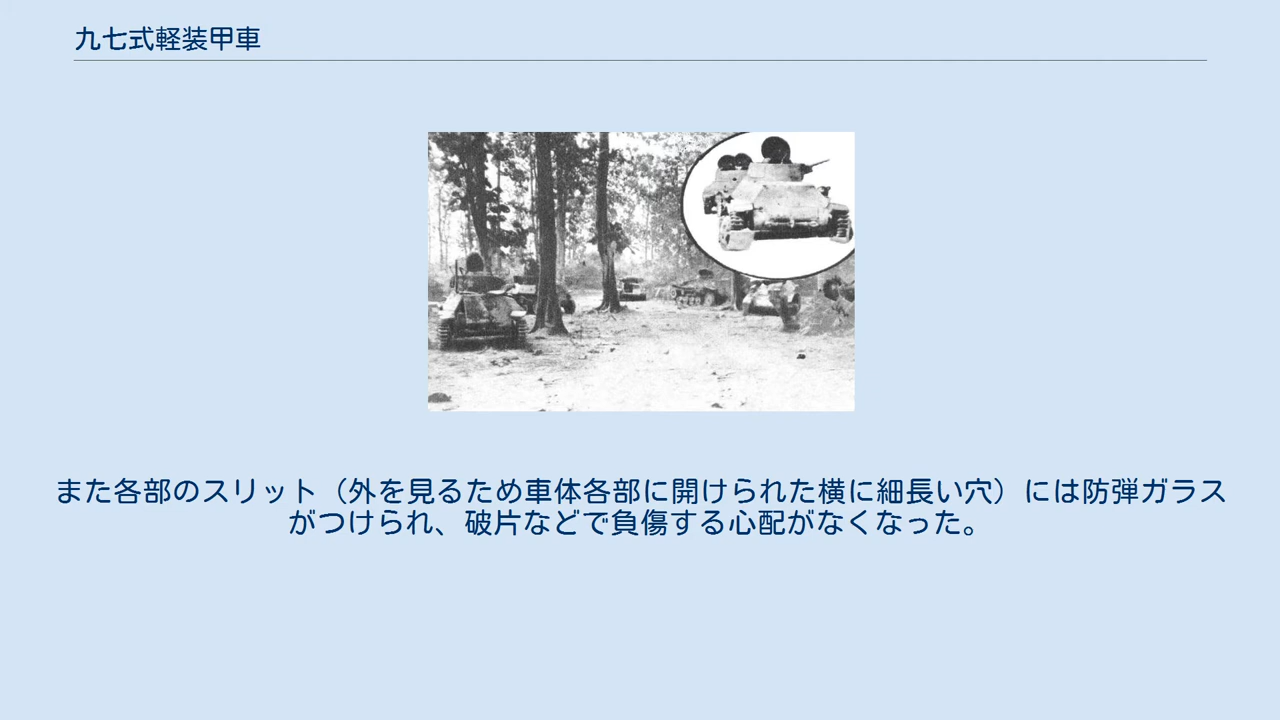 九七式軽装甲車
また各部のスリット（外を見るため車体各部に開けられた横に細長い穴）には防弾ガラス
がつけられ、破片などで負傷する心配がなくなった。